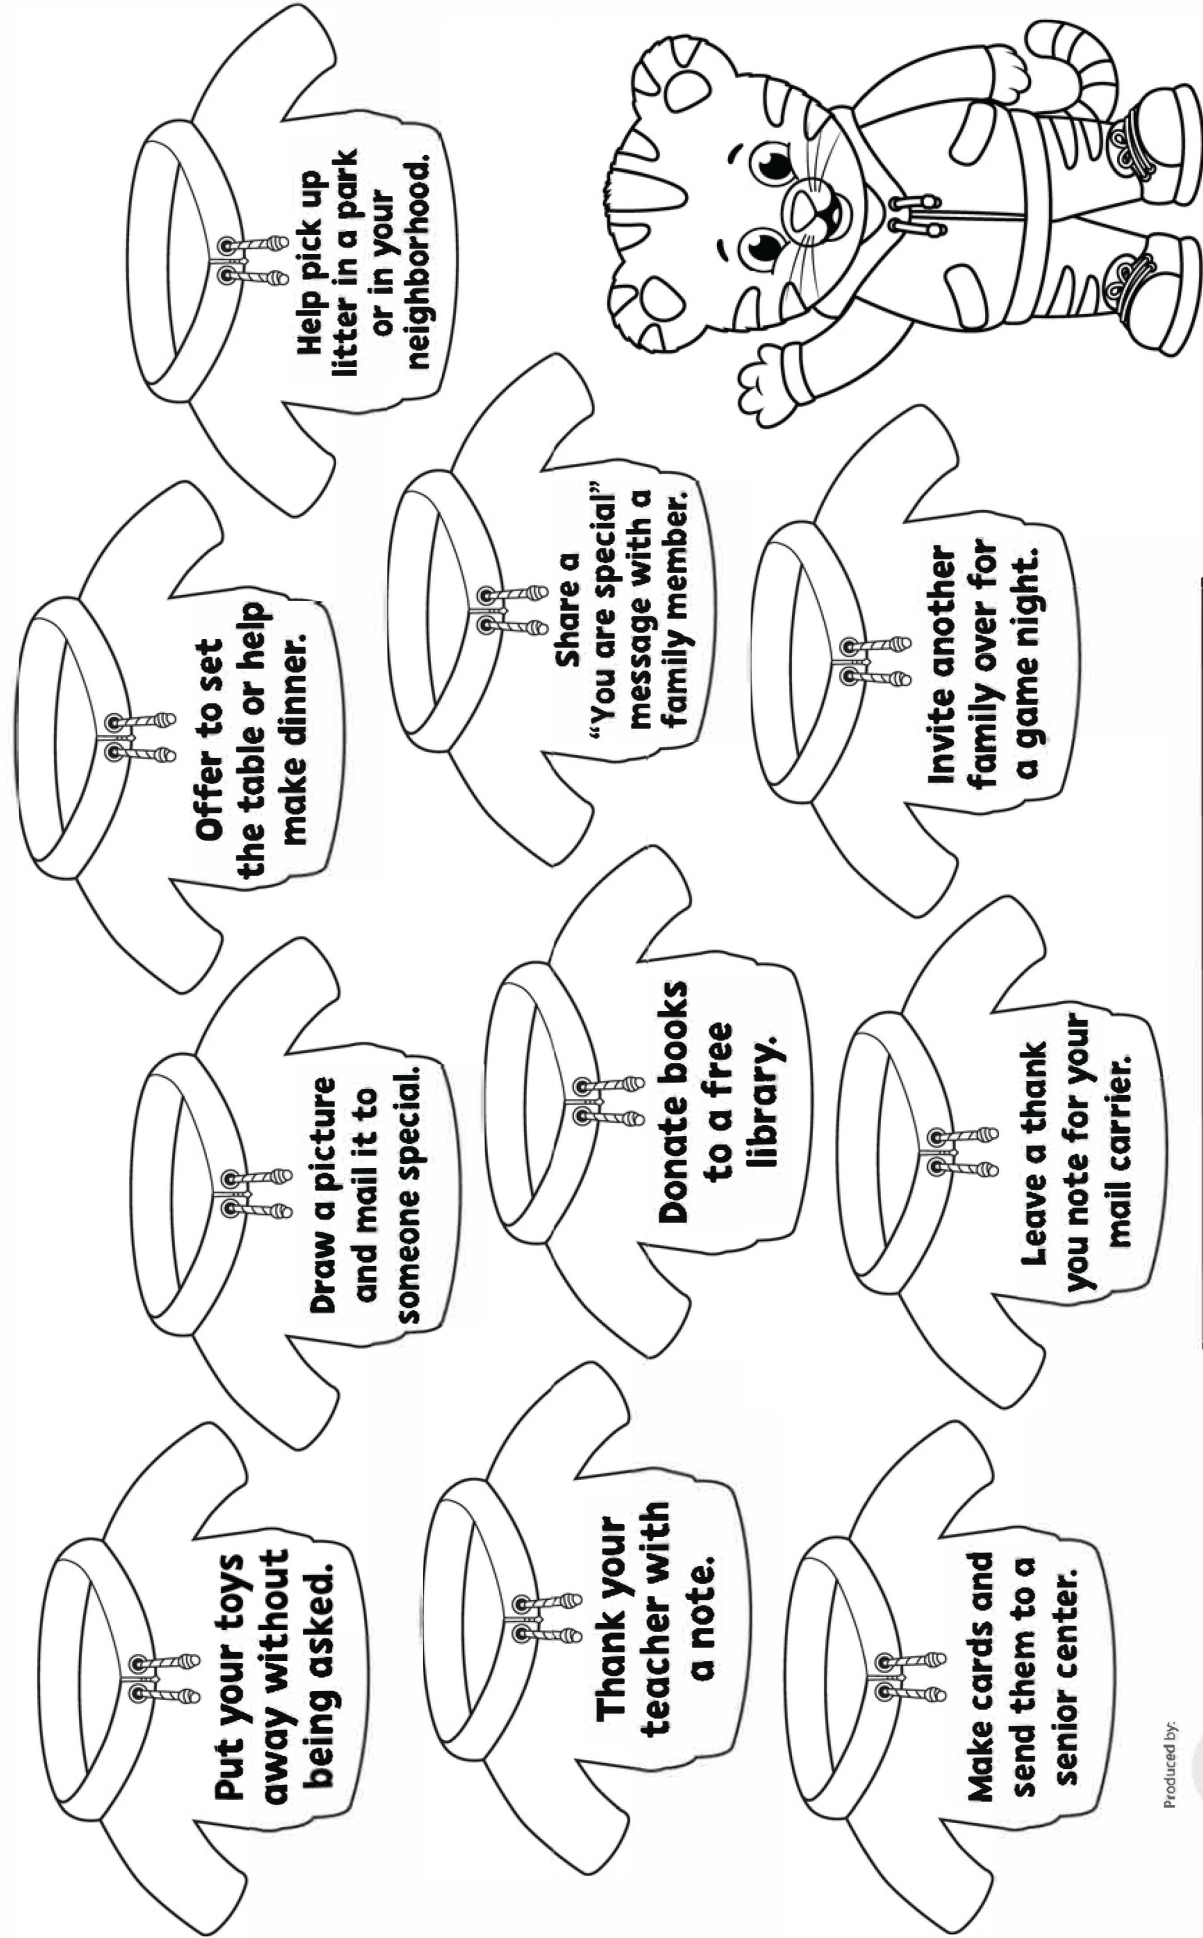 Put your toys
away without
being asked.
Draw a picture
and mail it to
someone special.
Offer to set
the table or help
make dinner.
Help pick up
litter in a park
or in your
neighborhood.
Thank your
teacher with
a note.
Donate books
to a free
library.
Share a
“You are special”
message with a
family member.
Make cards and
send them to a
senior center.
Leave a thank
you note for your
mail carrier.
Invite another
family over for
a game night.
Produced by: